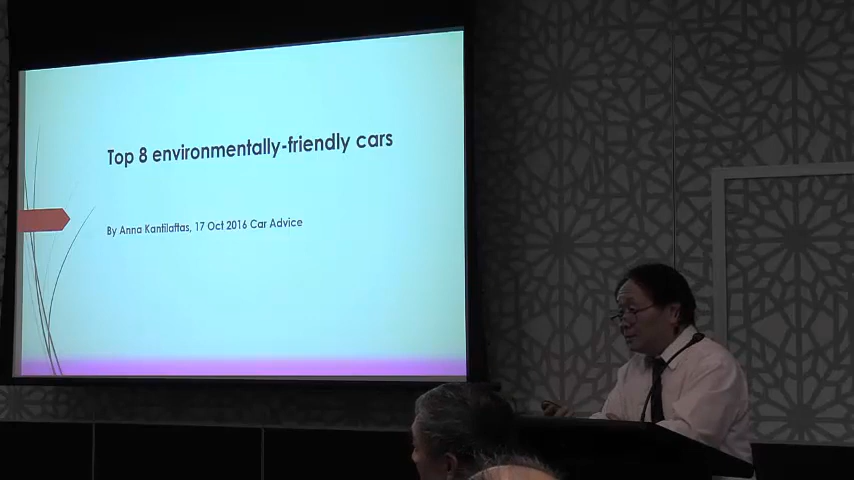 Top 8 environmentally-friendly cars
By Anna Kantilaftas, 17 Oct 2016 Car Advice